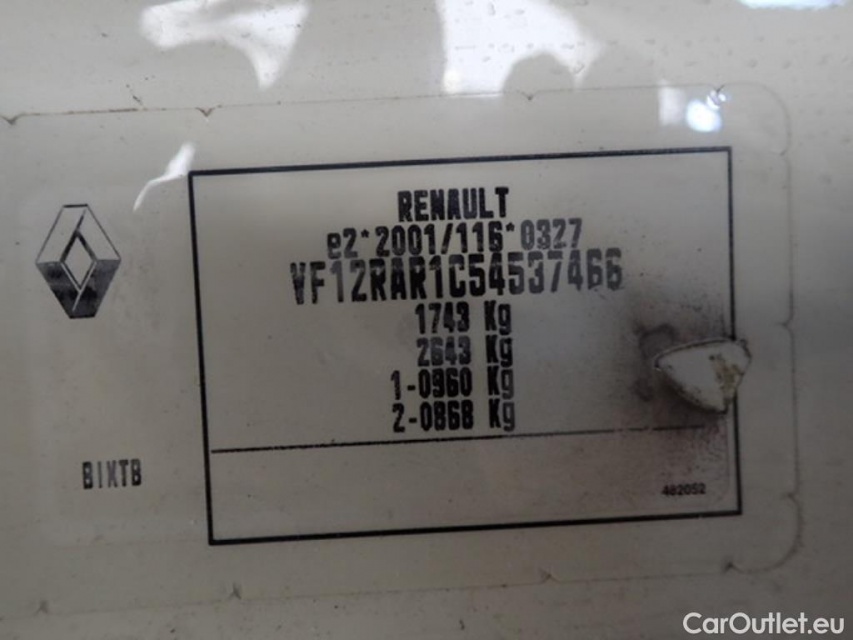 RENAULT
e2*2001/116*0327
VF12RAR1C54537466
1743 Kg
2643 Kg
1-0960 Kg
2-0868 Kg
BIXTB
482052
CarOutlet.eu